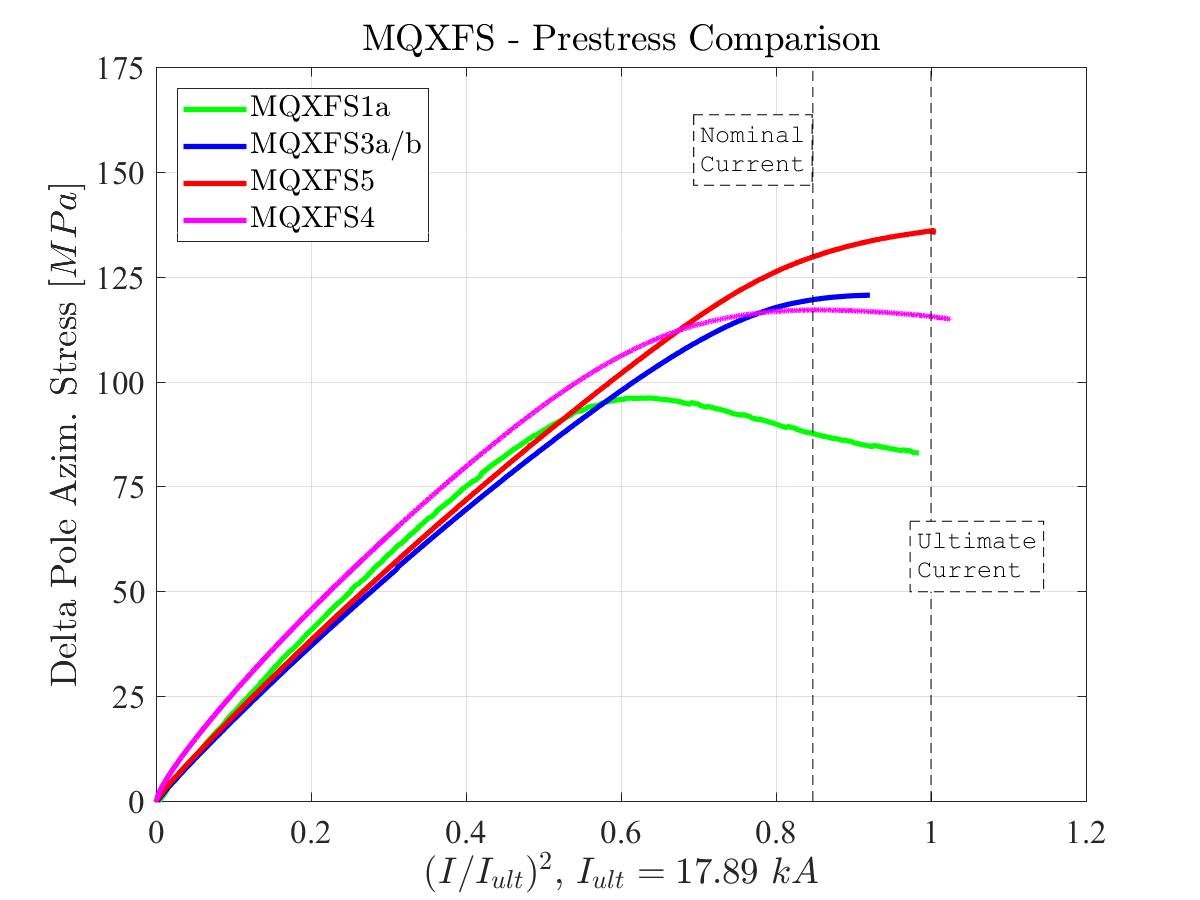 MQXFS - Prestress Comparison
175
150
125
100
75
50
25
0
Delta Pole Azim. Stress [MPa]
MQXFS1a
MQXFS3a/b
MQXFS5
MQXFS4
Nominal
Current
Ultimate
Current
0 0.2 0.4 0.6 0.8 1 1.2
(I/I_ult)², I_ult = 17.89 kA